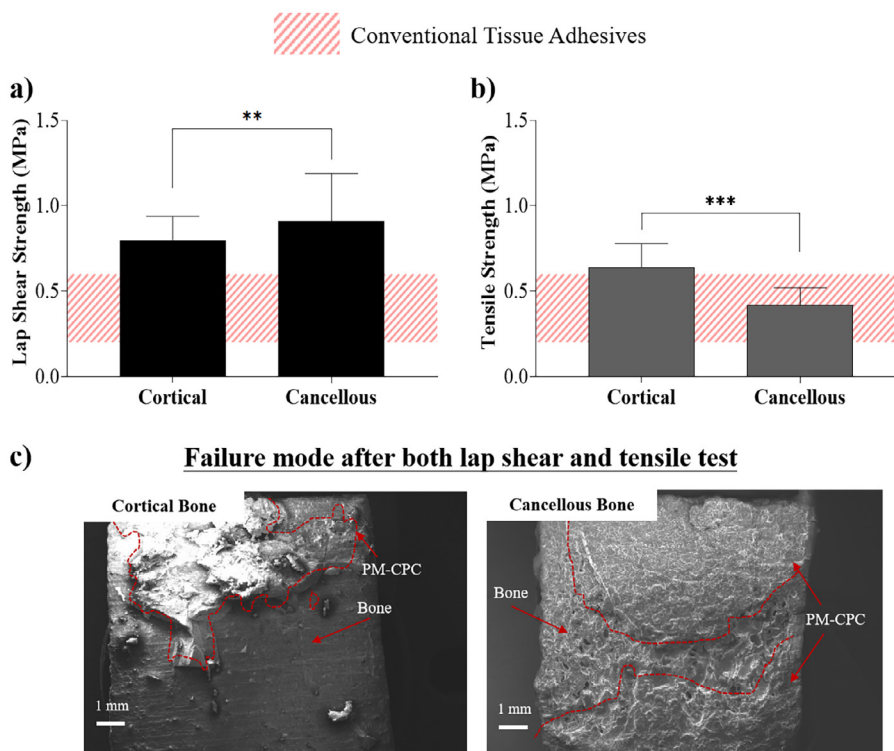 Conventional Tissue Adhesives
a)
Lap Shear Strength (MPa)
1.5
1.0
0.5
0.0
**
Cortical
Cancellous
b)
Tensile Strength (MPa)
1.5
1.0
0.5
0.0
***
Cortical
Cancellous
c)
Failure mode after both lap shear and tensile test
Cortical Bone
PM-CPC
Bone
1 mm
Cancellous Bone
Bone
PM-CPC
1 mm